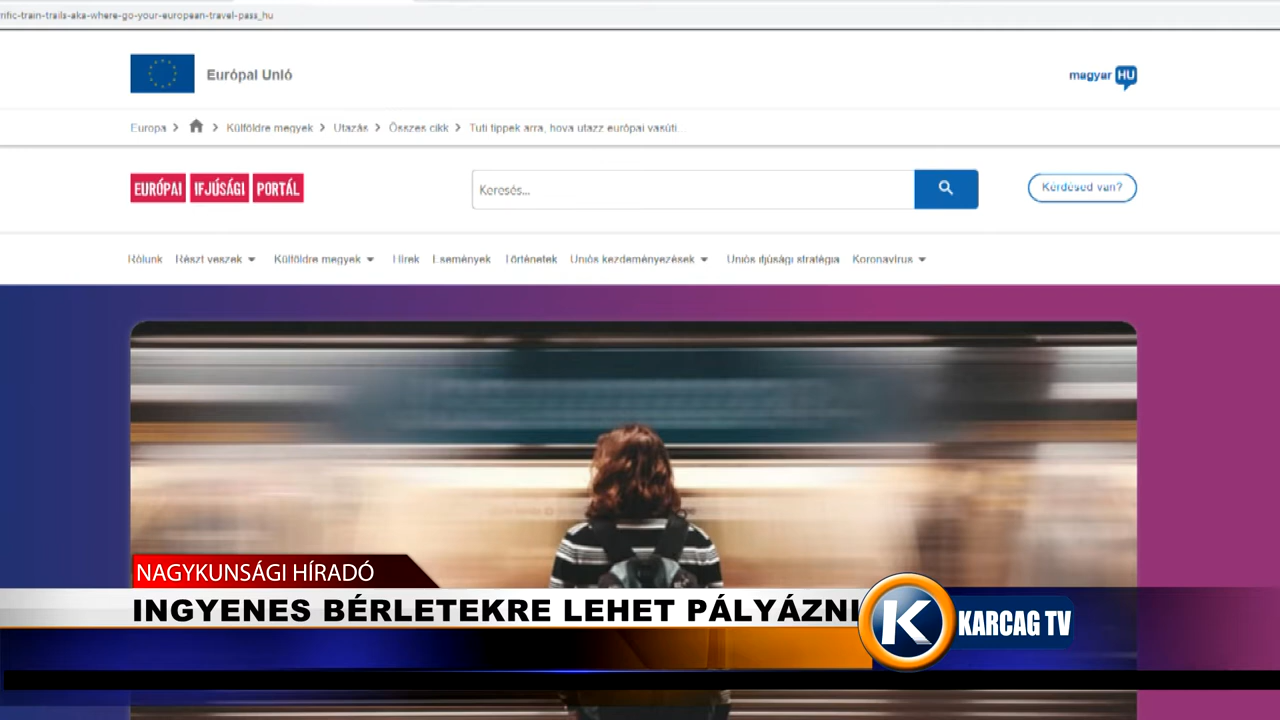 rific-train-trails-aka-where-go-your-european-travel-pass_hu
Európai Unió
magyar HU
Europa > Külföldre megyek > Utazás > Összes cikk > Tuti tippek arra, hova utazz európai vasúti...
EURÓPAI IFJÚSÁGI PORTÁL
Keresés...
Kérdésed van?
Rólunk Részt veszek Külföldre megyek Hírek Események Történetek Uniós kezdeményezések Uniós ifjúsági stratégia Koronavírus
NAGYKUNSÁGI HÍRADÓ
INGYENES BÉRLETEKRE LEHET PÁLYÁZNI
K KARCAG TV